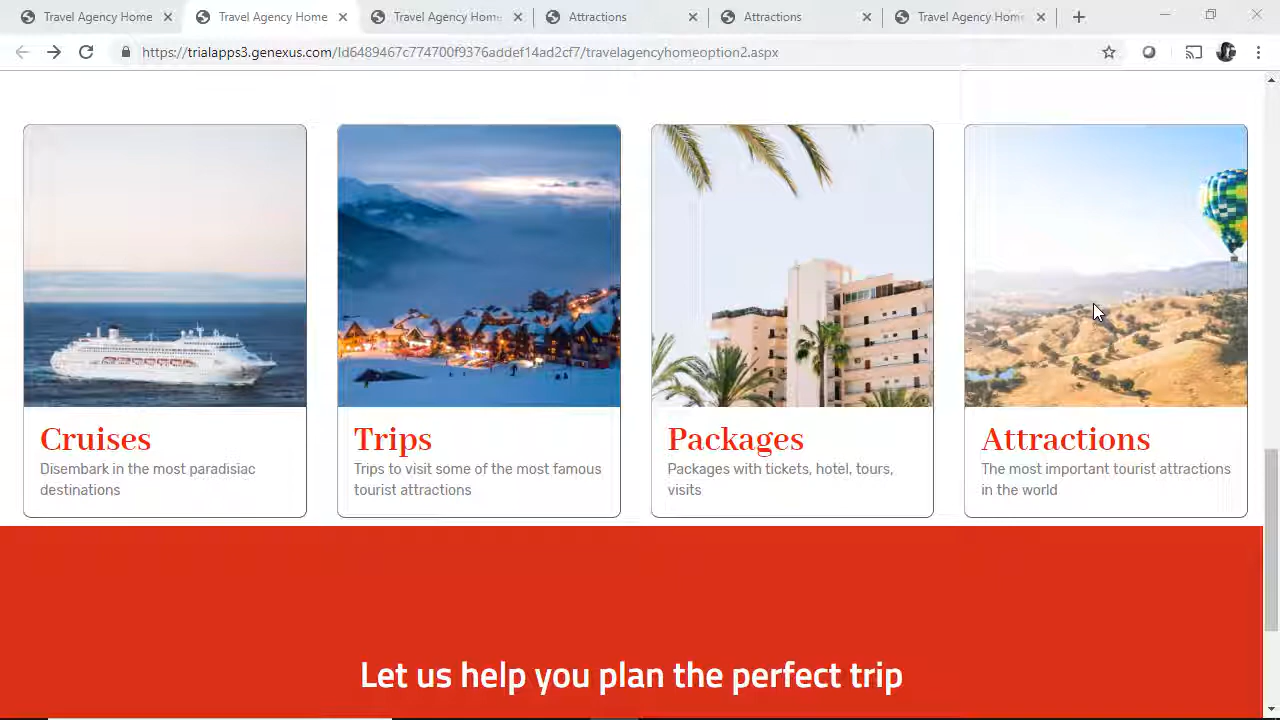 Travel Agency Home
Travel Agency Home
Travel Agency Home
Attractions
Attractions
Travel Agency Home
https://trialapps3.genexus.com/Id6489467c774700f9376addef14ad2cf7/travelagencyhomeoption2.aspx
Cruises
Disembark in the most paradisiac
destinations
Trips
Trips to visit some of the most famous
tourist attractions
Packages
Packages with tickets, hotel, tours,
visits
Attractions
The most important tourist attractions
in the world
Let us help you plan the perfect trip